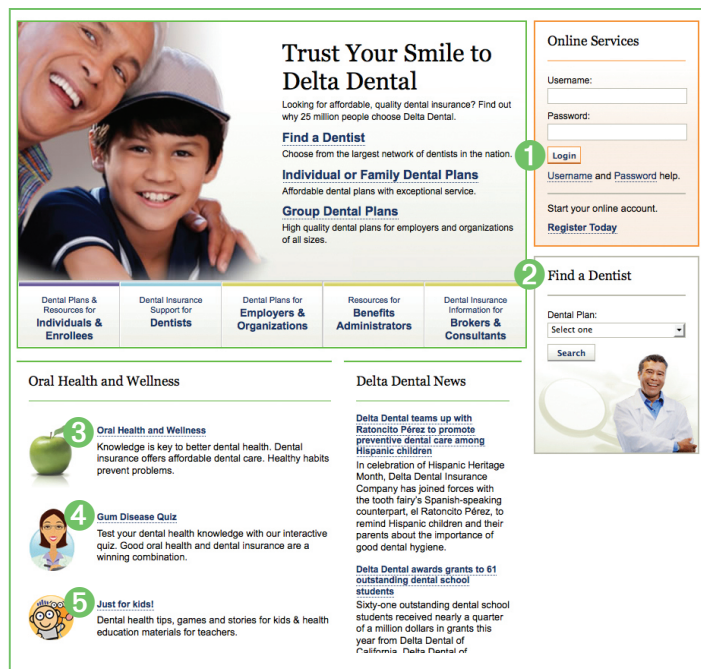 Trust Your Smile to
Delta Dental
Looking for affordable, quality dental insurance? Find out
why 25 million people choose Delta Dental.
Find a Dentist
Choose from the largest network of dentists in the nation.
Individual or Family Dental Plans
Affordable dental plans with exceptional service.
Group Dental Plans
High quality dental plans for employers and organizations
of all sizes.
Dental Plans &
Resources for
Individuals &
Enrollees
Dental Insurance
Support for
Dentists
Dental Plans for
Employers &
Organizations
Resources for
Benefits
Administrators
Dental Insurance
Information for
Brokers &
Consultants
Online Services
Username:
Password:
1
Login
Username and Password help.
Start your online account.
Register Today
2
Find a Dentist
Dental Plan:
Select one
Search
Oral Health and Wellness
3
Oral Health and Wellness
Knowledge is key to better dental health. Dental
insurance offers affordable dental care. Healthy habits
prevent problems.
4
Gum Disease Quiz
Test your dental health knowledge with our interactive
quiz. Good oral health and dental insurance are a
winning combination.
5
Just for kids!
Dental health tips, games and stories for kids & health
education materials for teachers.
Delta Dental News
Delta Dental teams up with
Ratoncito Pérez to promote
preventive dental care among
Hispanic children
In celebration of Hispanic Heritage
Month, Delta Dental Insurance
Company has joined forces with
the tooth fairy's Spanish-speaking
counterpart, el Ratoncito Pérez, to
remind Hispanic children and their
parents about the importance of
good dental hygiene.
Delta Dental awards grants to 61
outstanding dental school
students
Sixty-one outstanding dental school
students received nearly a quarter
of a million dollars in grants this
year from Delta Dental of
California, Delta Dental of